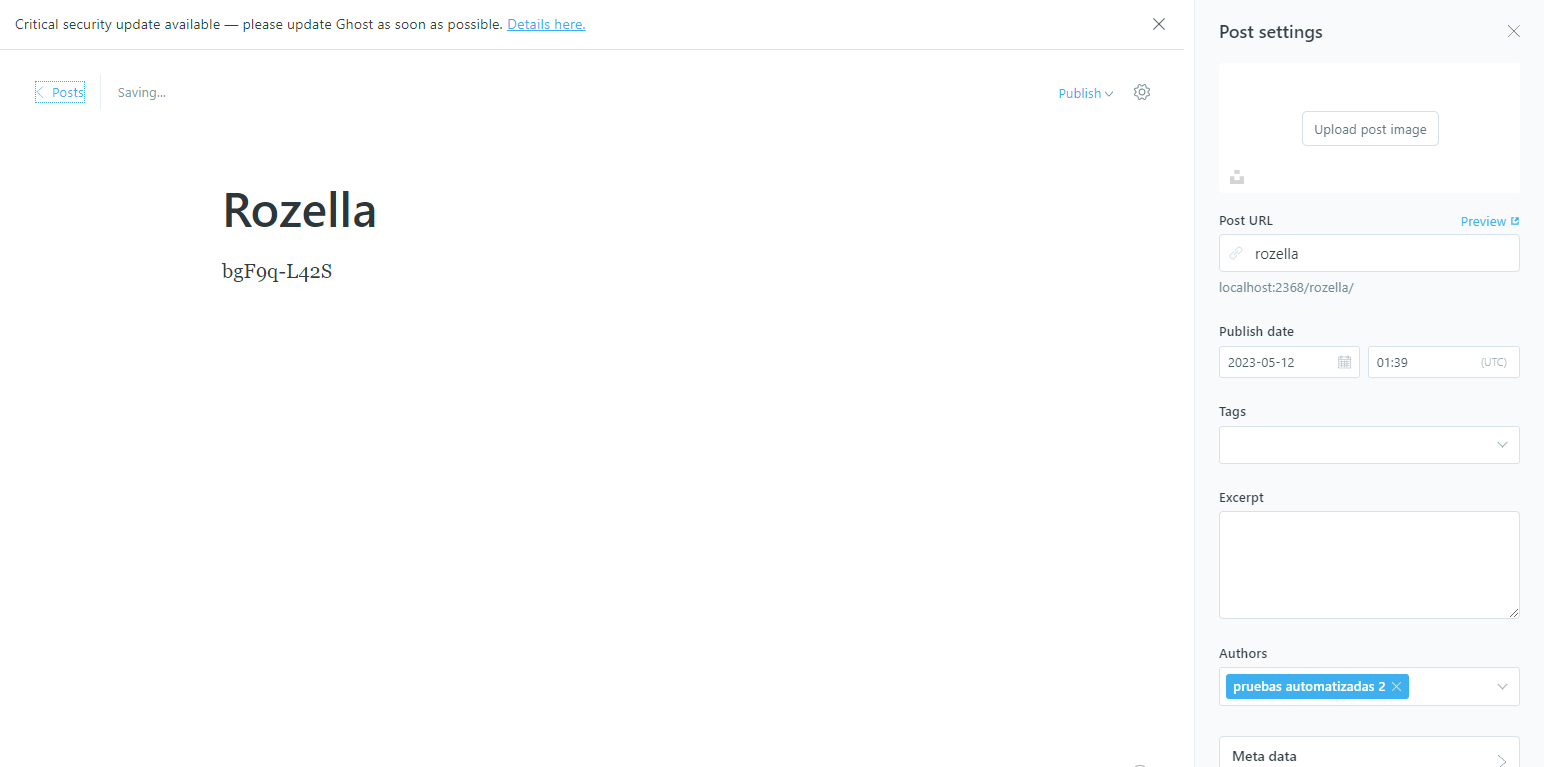 Critical security update available — please update Ghost as soon as possible. Details here.
Posts
Saving...
Publish
Rozella
bgF9q-L42S
Post settings
Upload post image
Post URL
Preview
rozella
localhost:2368/rozella/
Publish date
2023-05-12
01:39
(UTC)
Tags
Excerpt
Authors
pruebas automatizadas 2
Meta data